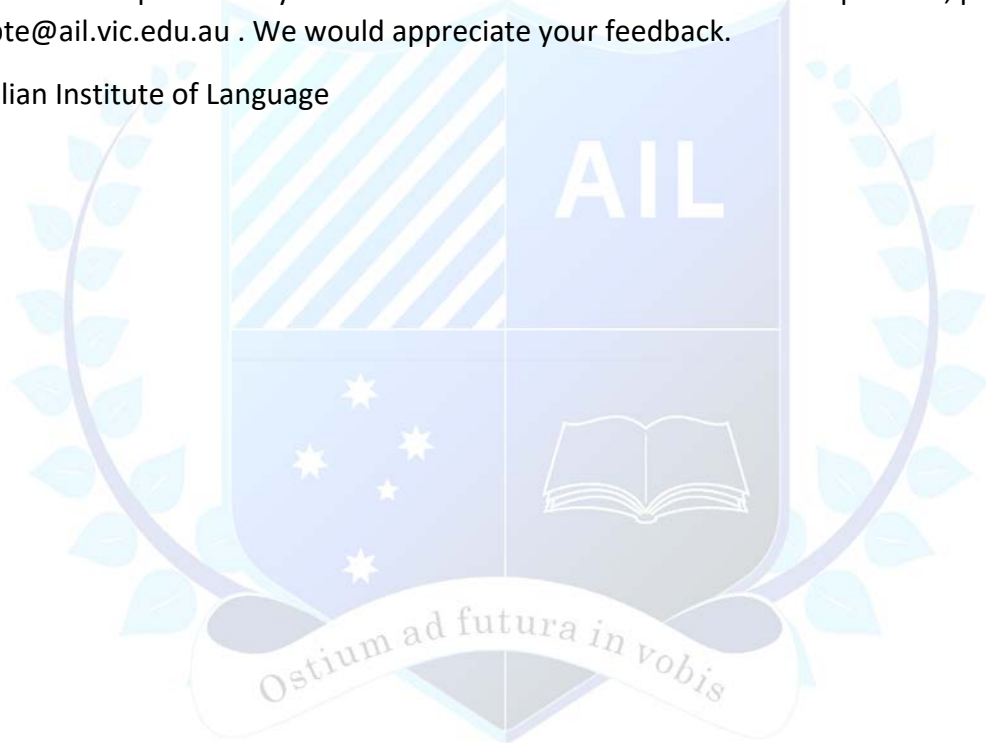 pte@ail.vic.edu.au . We would appreciate your feedback.
lian Institute of Language
AIL
Ostium ad futura in vobis